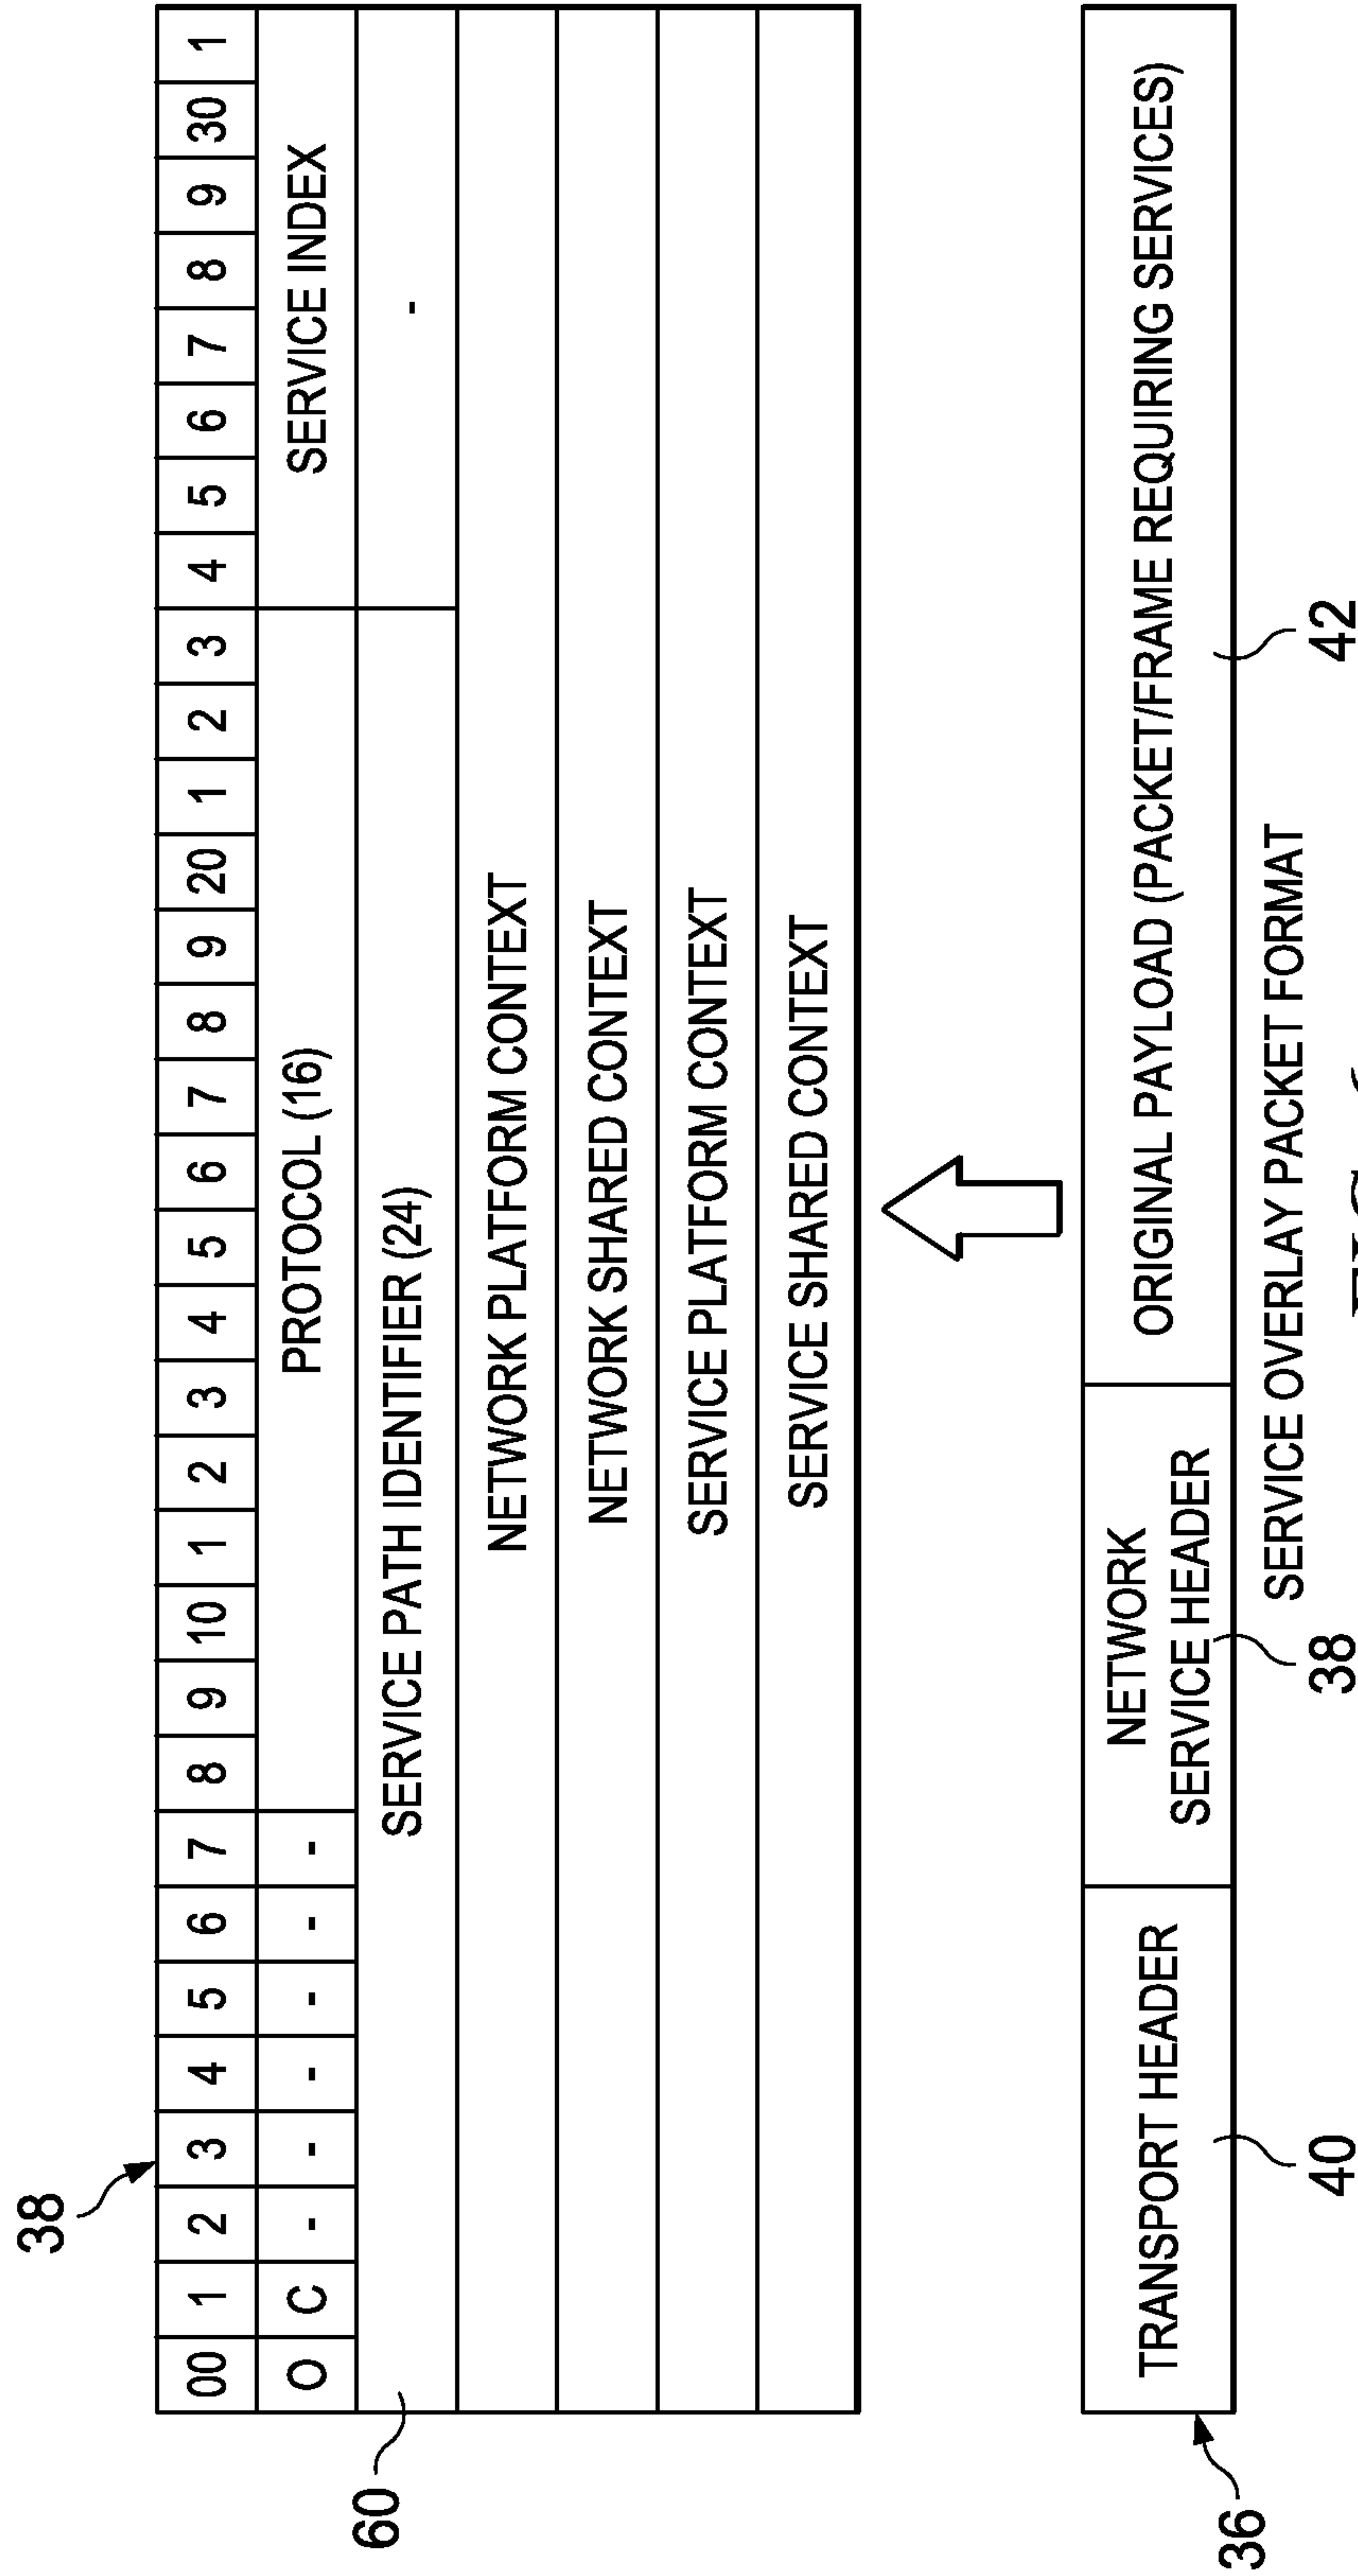 38
00 1 2 3 4 5 6 7 8 9 10 1 2 3 4 5 6 7 8 9 20 1 2 3 4 5 6 7 8 9 30 1
O C - - - - - - PROTOCOL (16) SERVICE INDEX
60 SERVICE PATH IDENTIFIER (24) -
NETWORK PLATFORM CONTEXT
NETWORK SHARED CONTEXT
SERVICE PLATFORM CONTEXT
SERVICE SHARED CONTEXT
TRANSPORT HEADER
NETWORK
SERVICE HEADER
ORIGINAL PAYLOAD (PACKET/FRAME REQUIRING SERVICES)
36
40
38
42
SERVICE OVERLAY PACKET FORMAT